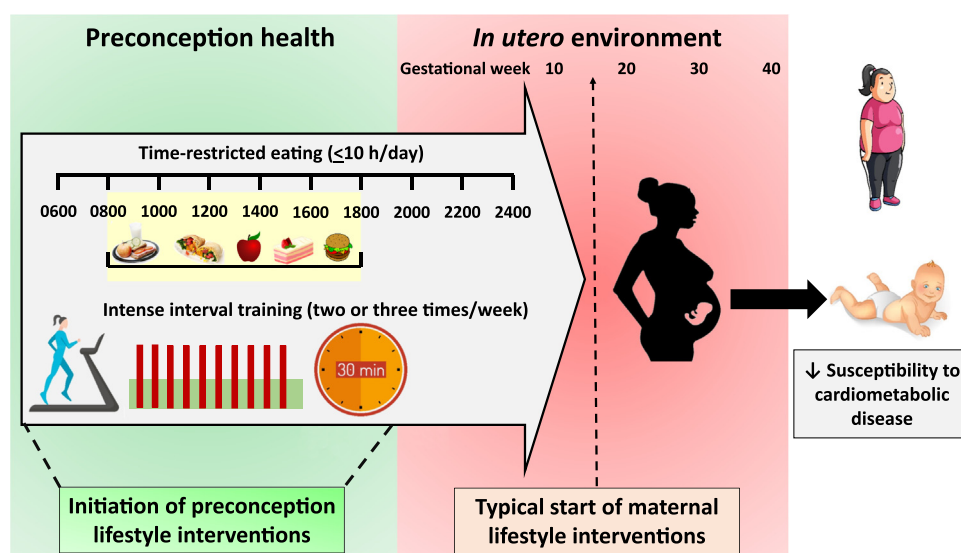 Preconception health
In utero environment
Gestational week 10 20 30 40
Time-restricted eating (≤10 h/day)
0600 0800 1000 1200 1400 1600 1800 2000 2200 2400
Intense interval training (two or three times/week)
30 min
↓ Susceptibility to
cardiometabolic
disease
Initiation of preconception
lifestyle interventions
Typical start of maternal
lifestyle interventions